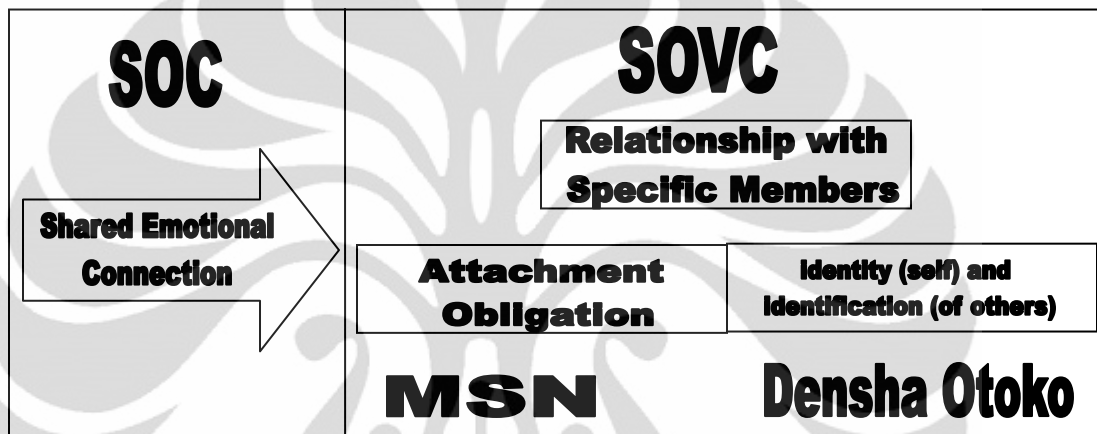 SOC
Shared Emotional
Connection
SOVC
Relationship with
Specific Members
Attachment
Obligation
Identity (self) and
Identification (of others)
MSN
Densha Otoko